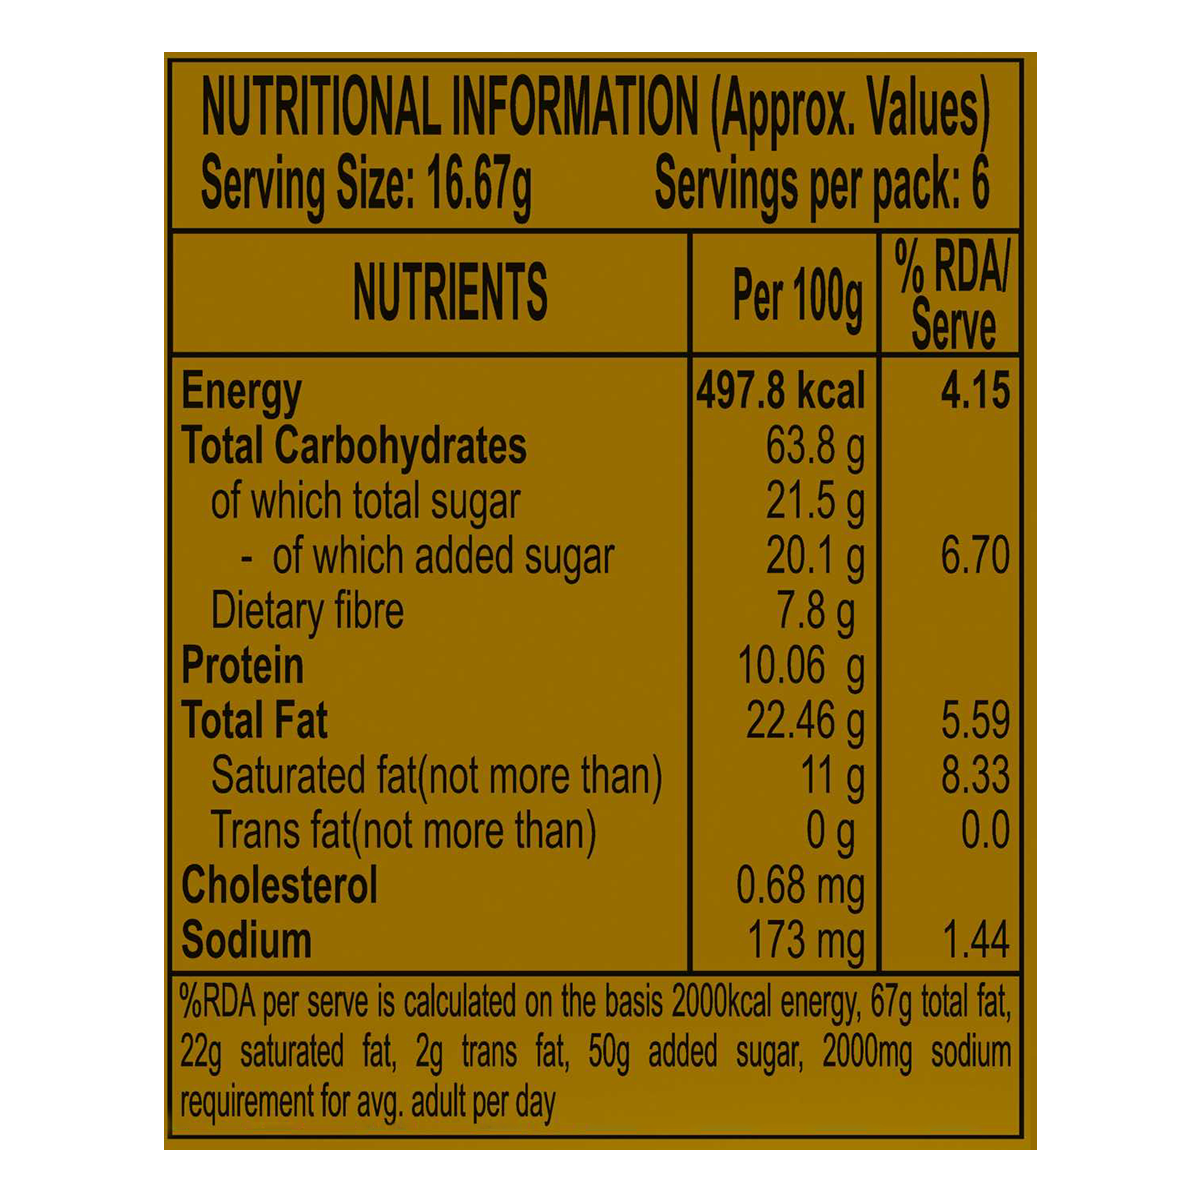 NUTRITIONAL INFORMATION (Approx. Values)
Serving Size: 16.67g Servings per pack: 6
NUTRIENTS Per 100g % RDA/ Serve
Energy 497.8 kcal 4.15
Total Carbohydrates 63.8 g
of which total sugar 21.5 g
- of which added sugar 20.1 g 6.70
Dietary fibre 7.8 g
Protein 10.06 g
Total Fat 22.46 g 5.59
Saturated fat(not more than) 11 g 8.33
Trans fat(not more than) 0 g 0.0
Cholesterol 0.68 mg
Sodium 173 mg 1.44
%RDA per serve is calculated on the basis 2000kcal energy, 67g total fat,
22g saturated fat, 2g trans fat, 50g added sugar, 2000mg sodium
requirement for avg. adult per day